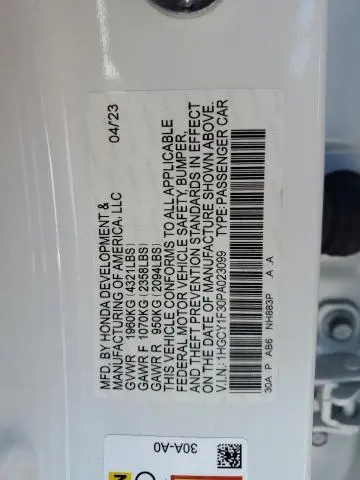 MFD. BY HONDA DEVELOPMENT &
MANUFACTURING OF AMERICA, LLC 04/23
GVWR 1960KG (4321LBS)
GAWR F 1070KG (2358LBS)
GAWR R 950KG (2094LBS)
THIS VEHICLE CONFORMS TO ALL APPLICABLE
FEDERAL MOTOR VEHICLE SAFETY, BUMPER,
AND THEFT PREVENTION STANDARDS IN EFFECT
ON THE DATE OF MANUFACTURE SHOWN ABOVE.
V.I.N.: 1HGCY1F30PA023099 TYPE: PASSENGER CAR
30A P AB6 NH883P A A
30A-A0